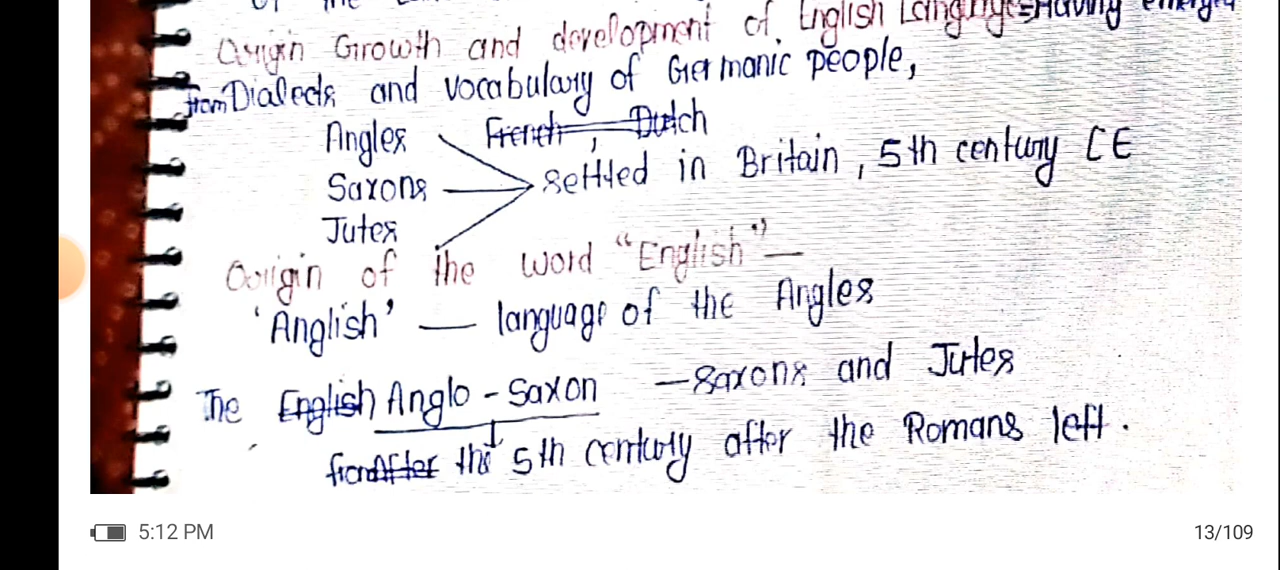 of the
Origin Growth and development of English Language = Having emerged
from Dialects and vocabulary of Germanic people,
Angles French, Dutch
Saxons settled in Britain, 5th century CE
Jutes
Origin of the word "English" —
'Anglish' — language of the Angles
The English Anglo-Saxon — Saxons and Jutes
from After the 5th century after the Romans left.
5:12 PM 13/109